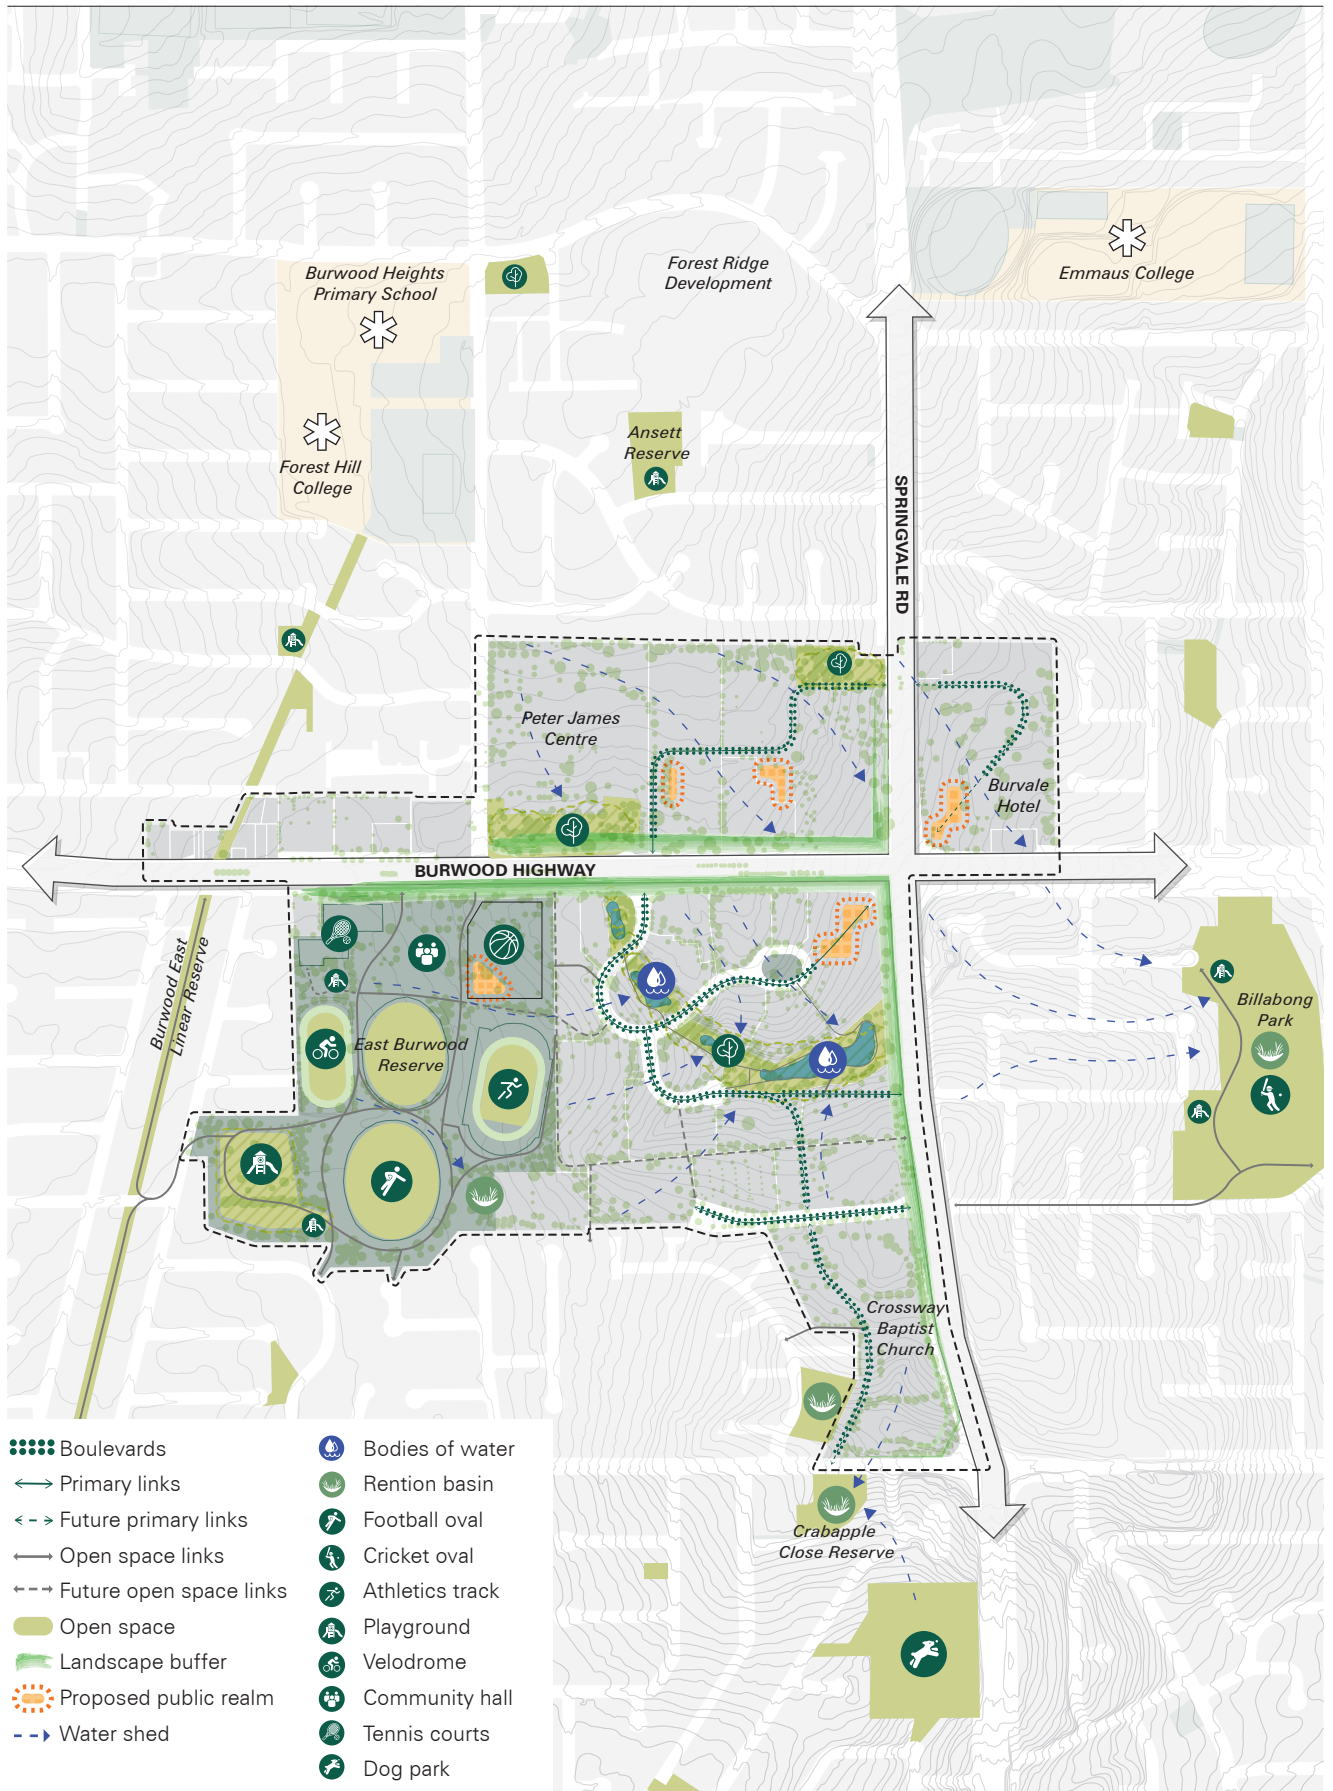 Burwood Heights
Primary School
Forest Ridge
Development
Emmaus College
Ansett
Reserve
Forest Hill
College
SPRINGVALE RD
Peter James
Centre
Burvale
Hotel
BURWOOD HIGHWAY
Burwood East
Linear Reserve
East Burwood
Reserve
Billabong
Park
Crossway
Baptist
Church
Crabapple
Close Reserve
Boulevards
Primary links
Future primary links
Open space links
Future open space links
Open space
Landscape buffer
Proposed public realm
Water shed
Bodies of water
Rention basin
Football oval
Cricket oval
Athletics track
Playground
Velodrome
Community hall
Tennis courts
Dog park